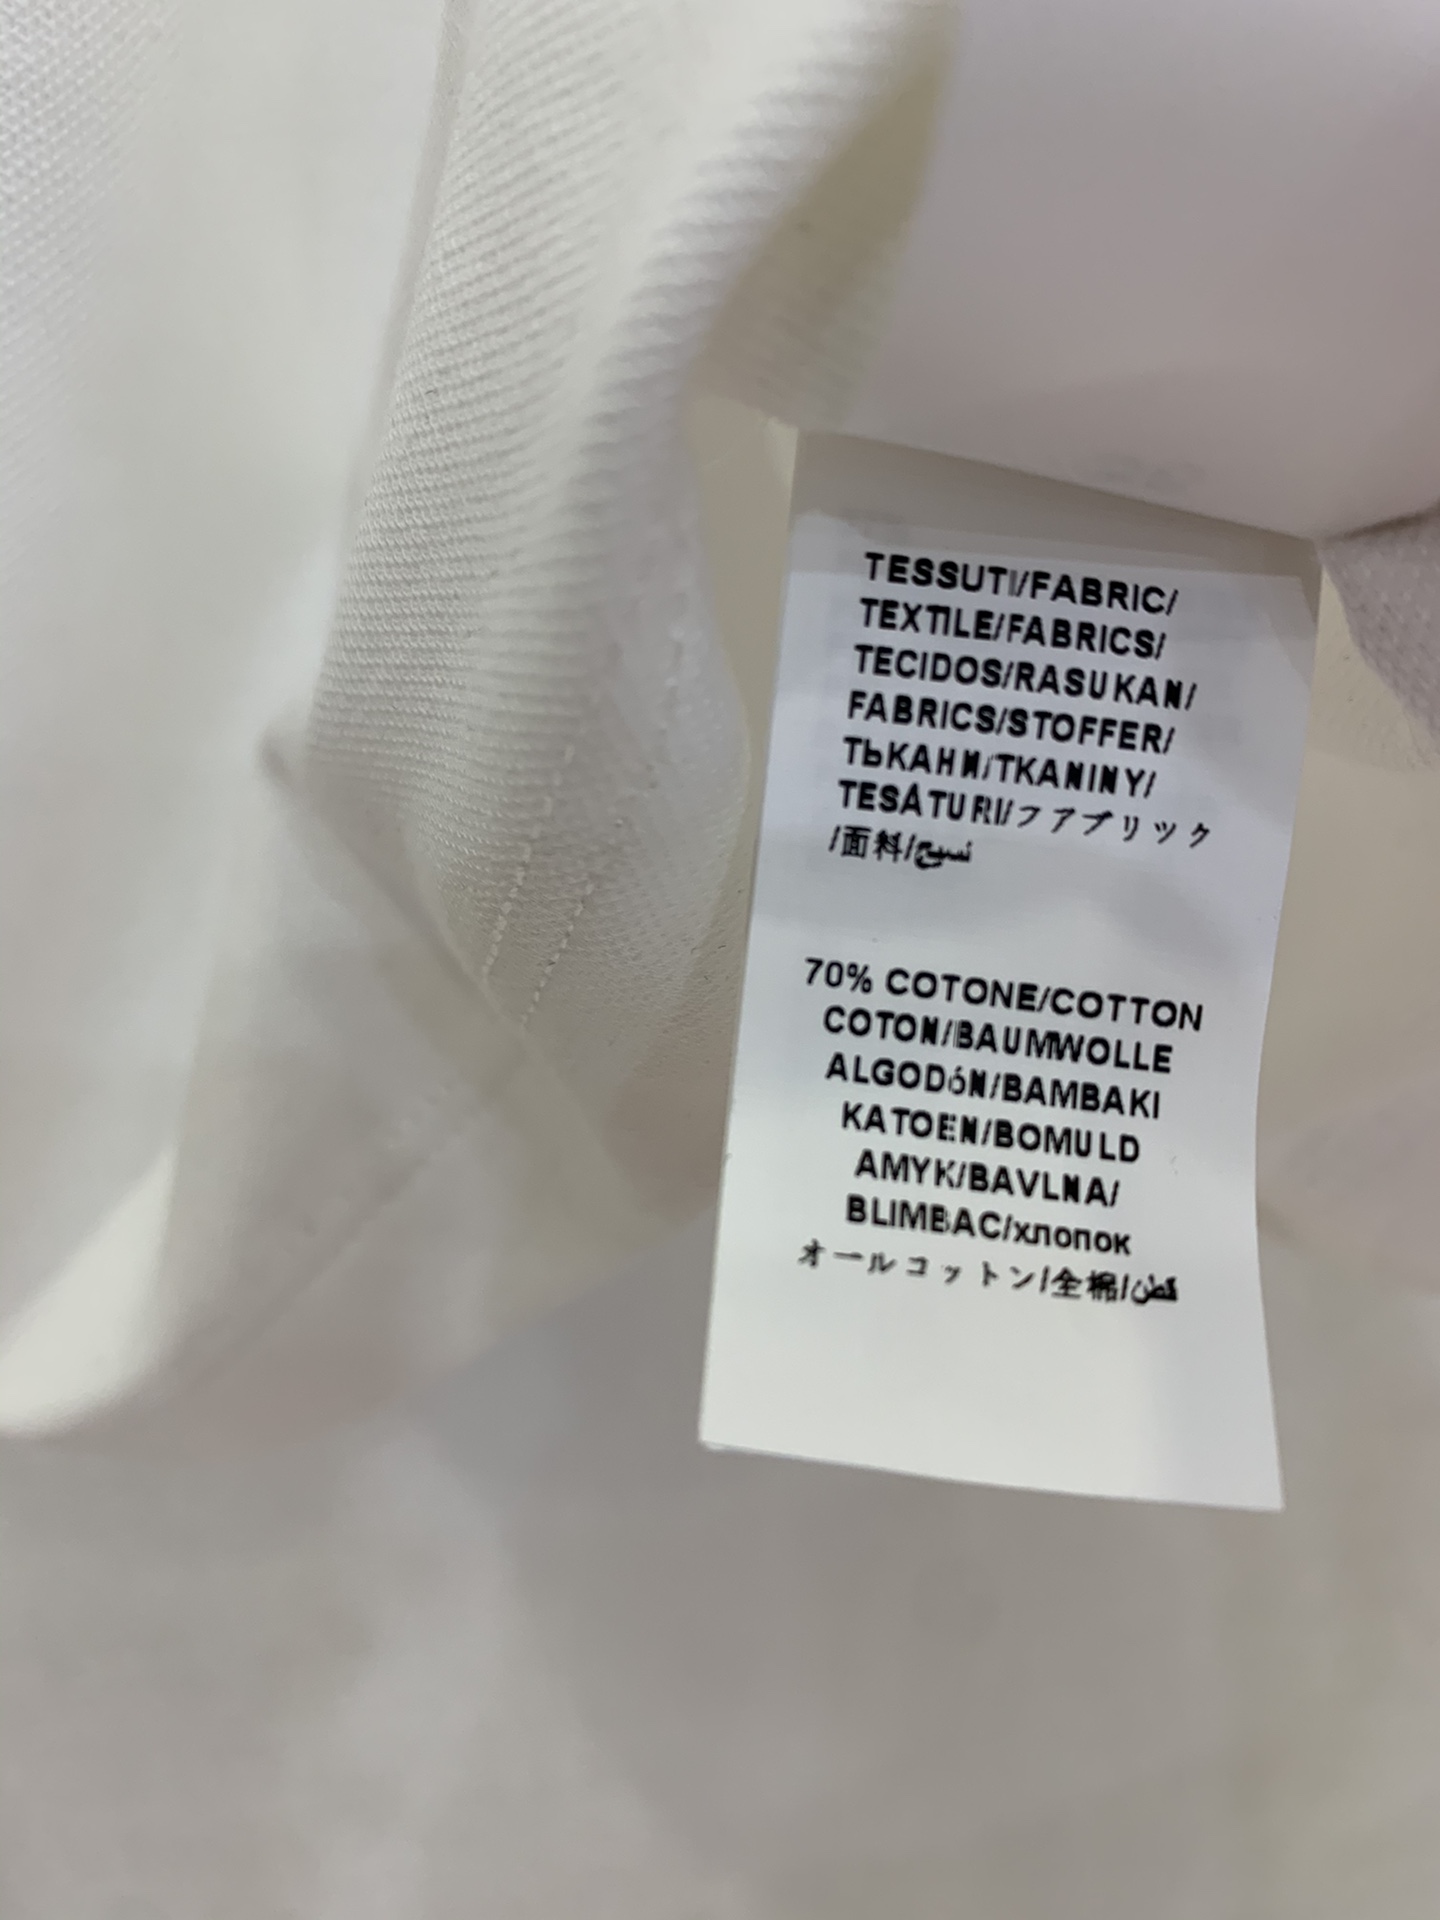 TESSUTI/FABRIC/
TEXTILE/FABRICS/
TECIDOS/RASUKAN/
FABRICS/STOFFER/
ТЬКАНИ/TKANINY/
TESÅTURI/フアブリック
/面料/نسيج
70% COTONE/COTTON
COTON/BAUMWOLLE
ALGODóN/BAMBAKI
KATOEN/BOMULD
AMYK/BAVLNA/
BLIMBAC/хлопок
オールコットン/全棉/قطن